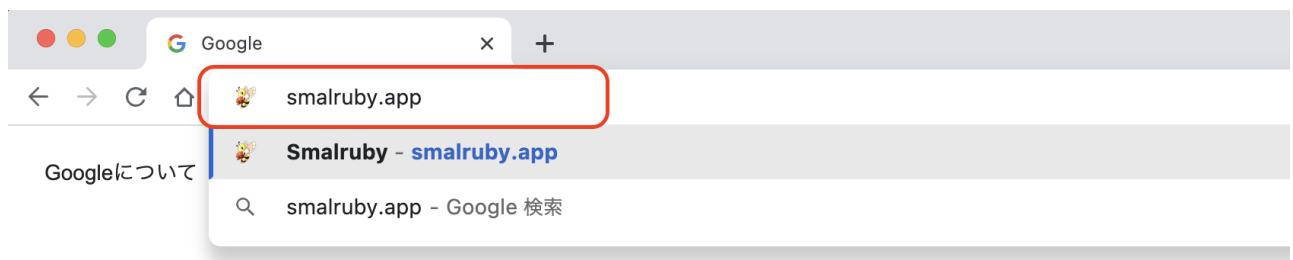 Google
smalruby.app
Smalruby - smalruby.app
Googleについて
smalruby.app - Google 検索